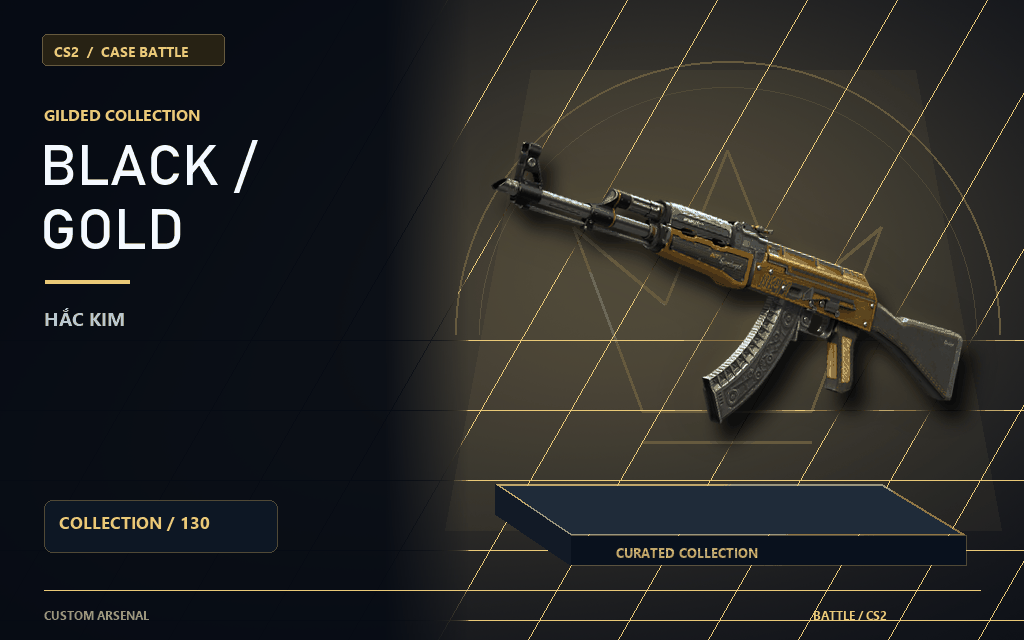 CS2 / CASE BATTLE
GILDED COLLECTION
BLACK /
GOLD
HẮC KIM
COLLECTION / 130
CURATED COLLECTION
CUSTOM ARSENAL
BATTLE / CS2